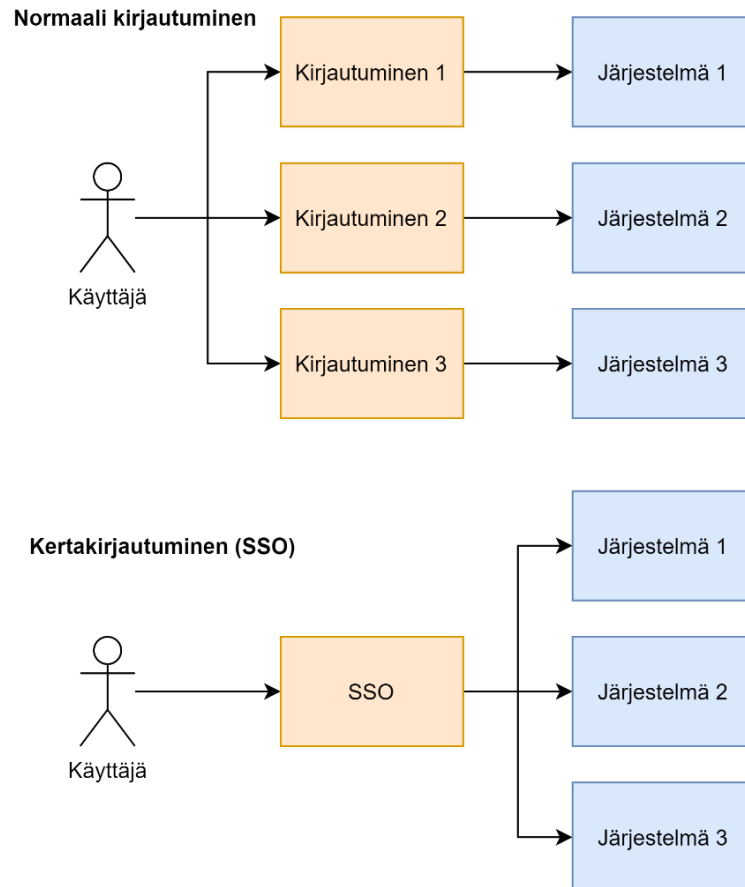 Normaali kirjautuminen
Kirjautuminen 1
Järjestelmä 1
Kirjautuminen 2
Järjestelmä 2
Käyttäjä
Kirjautuminen 3
Järjestelmä 3
Kertakirjautuminen (SSO)
Järjestelmä 1
SSO
Järjestelmä 2
Käyttäjä
Järjestelmä 3